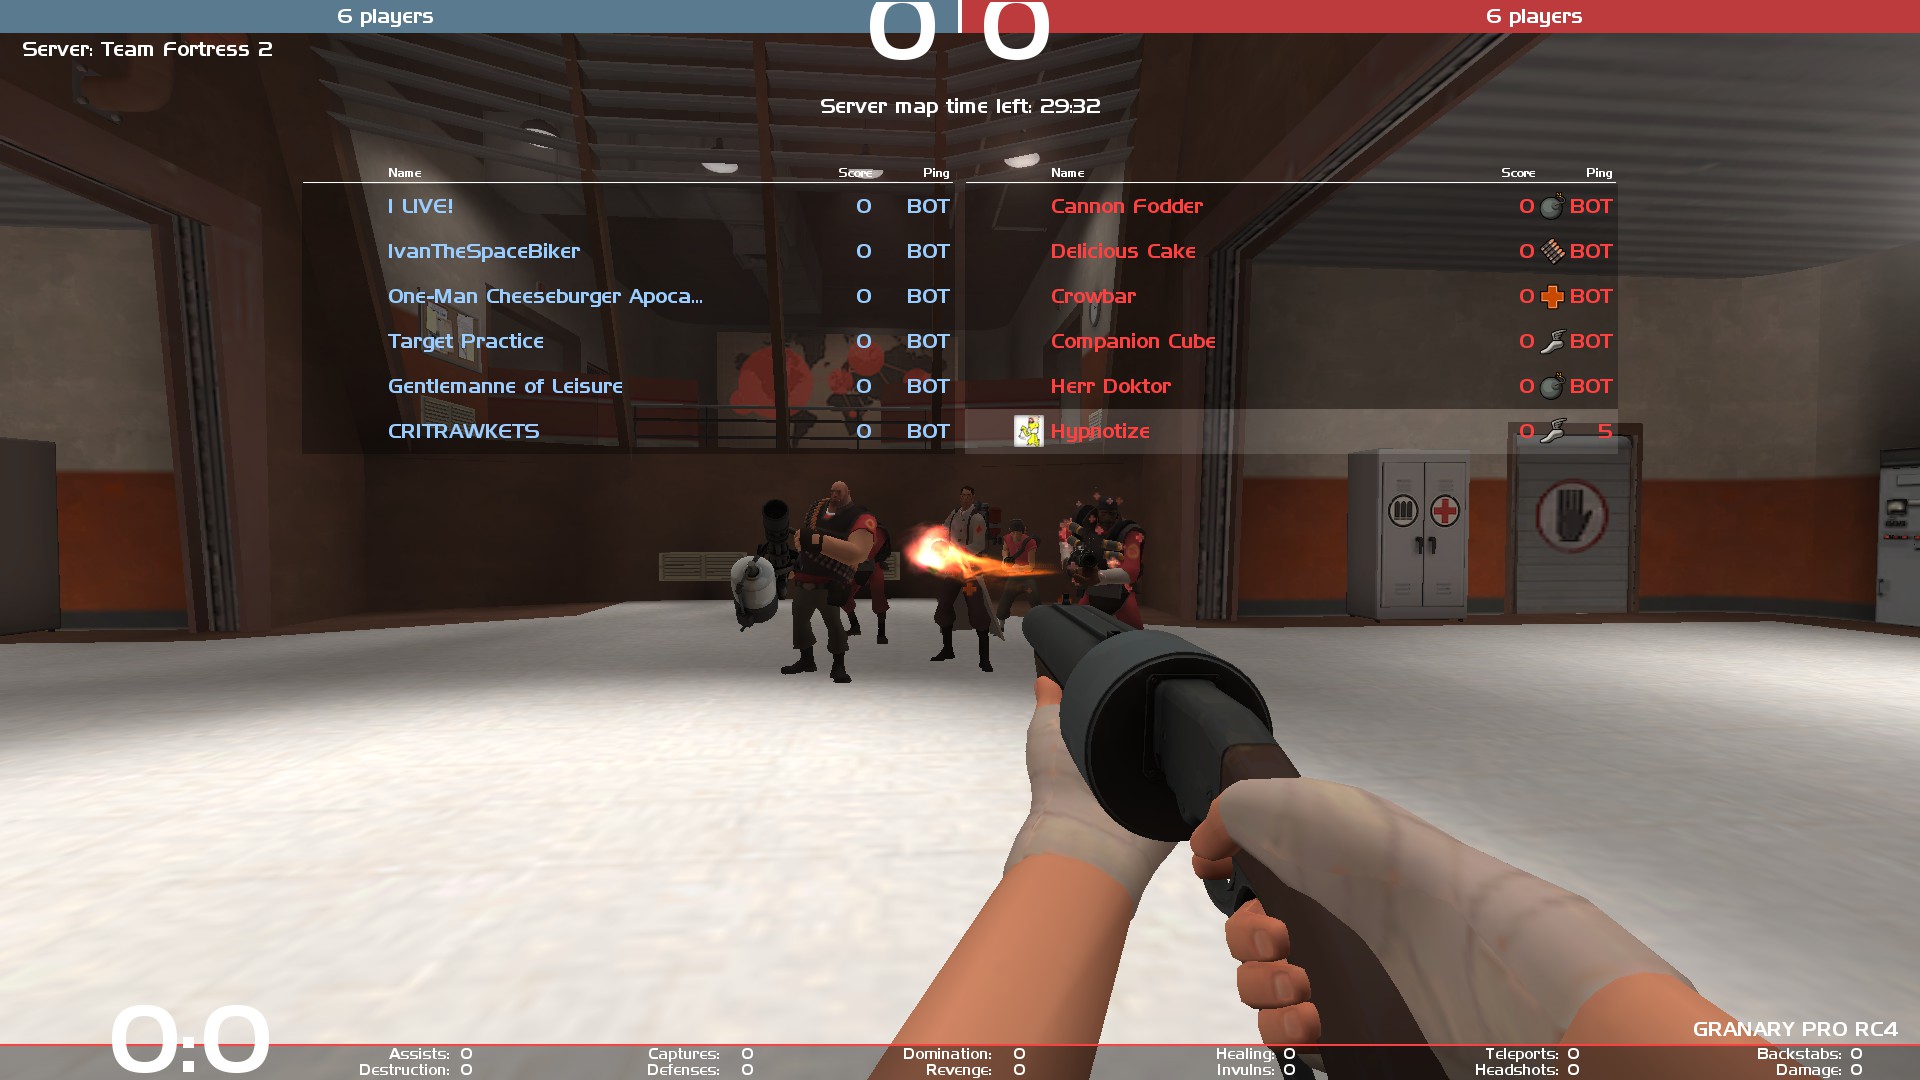 6 players
0 0
6 players
Server: Team Fortress 2
Server map time left: 29:32
Name Score Ping
I LIVE! 0 BOT
IvanTheSpaceBiker 0 BOT
One-Man Cheeseburger Apoca... 0 BOT
Target Practice 0 BOT
Gentlemanne of Leisure 0 BOT
CRITRAWKETS 0 BOT
Name Score Ping
Cannon Fodder 0 BOT
Delicious Cake 0 BOT
Crowbar 0 BOT
Companion Cube 0 BOT
Herr Doktor 0 BOT
Hypnotize 0 5
GRANARY PRO RC4
0:0
Assists: 0
Destruction: 0
Captures: 0
Defenses: 0
Domination: 0
Revenge: 0
Healing: 0
Invulns: 0
Teleports: 0
Headshots: 0
Backstabs: 0
Damage: 0